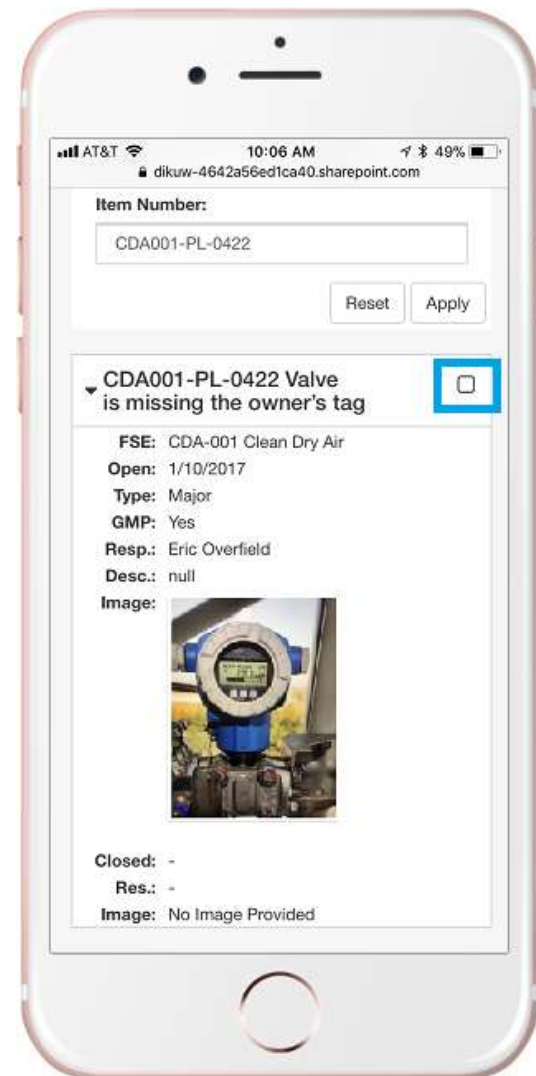 AT&T 10:06 AM 49%
dikuw-4642a56ed1ca40.sharepoint.com
Item Number:
CDA001-PL-0422
Reset Apply
CDA001-PL-0422 Valve
is missing the owner's tag
FSE: CDA-001 Clean Dry Air
Open: 1/10/2017
Type: Major
GMP: Yes
Resp.: Eric Overfield
Desc.: null
Image:
Closed: -
Res.: -
Image: No Image Provided